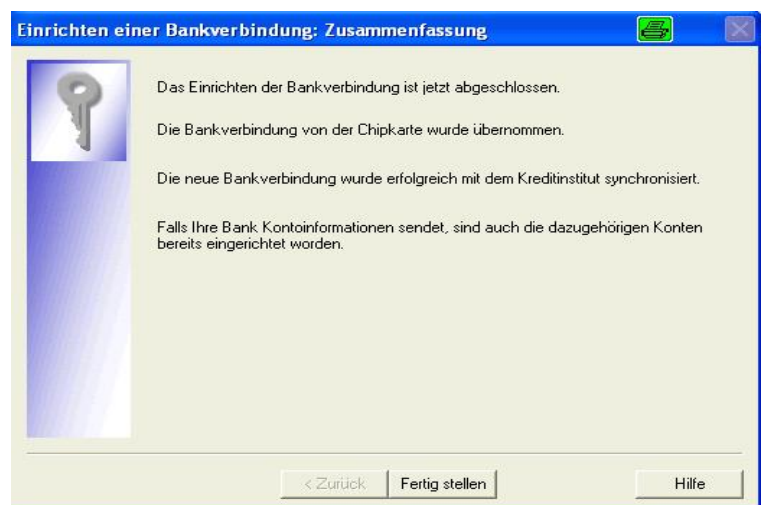 Einrichten einer Bankverbindung: Zusammenfassung
Das Einrichten der Bankverbindung ist jetzt abgeschlossen.
Die Bankverbindung von der Chipkarte wurde übernommen.
Die neue Bankverbindung wurde erfolgreich mit dem Kreditinstitut synchronisiert.
Falls Ihre Bank Kontoinformationen sendet, sind auch die dazugehörigen Konten
bereits eingerichtet worden.
< Zurück Fertig stellen Hilfe